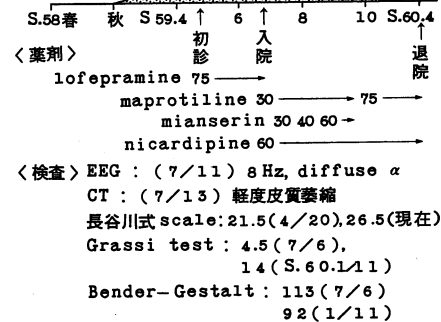 S.58春 秋 S 59.4 ↑ 6 ↑ 8 10 S.60.4
初診 入院 ↑退院
〈薬剤〉
lofepramine 75→
maprotiline 30→75→
mianserin 30 40 60→
nicardipine 60→
〈検査〉EEG : (7/11) 8 Hz, diffuse α
CT : (7/13) 軽度皮質萎縮
長谷川式 scale:21.5(4/20),26.5(現在)
Grassi test : 4.5(7/6),
14(S.60.1/11)
Bender-Gestalt : 113(7/6)
92(1/11)